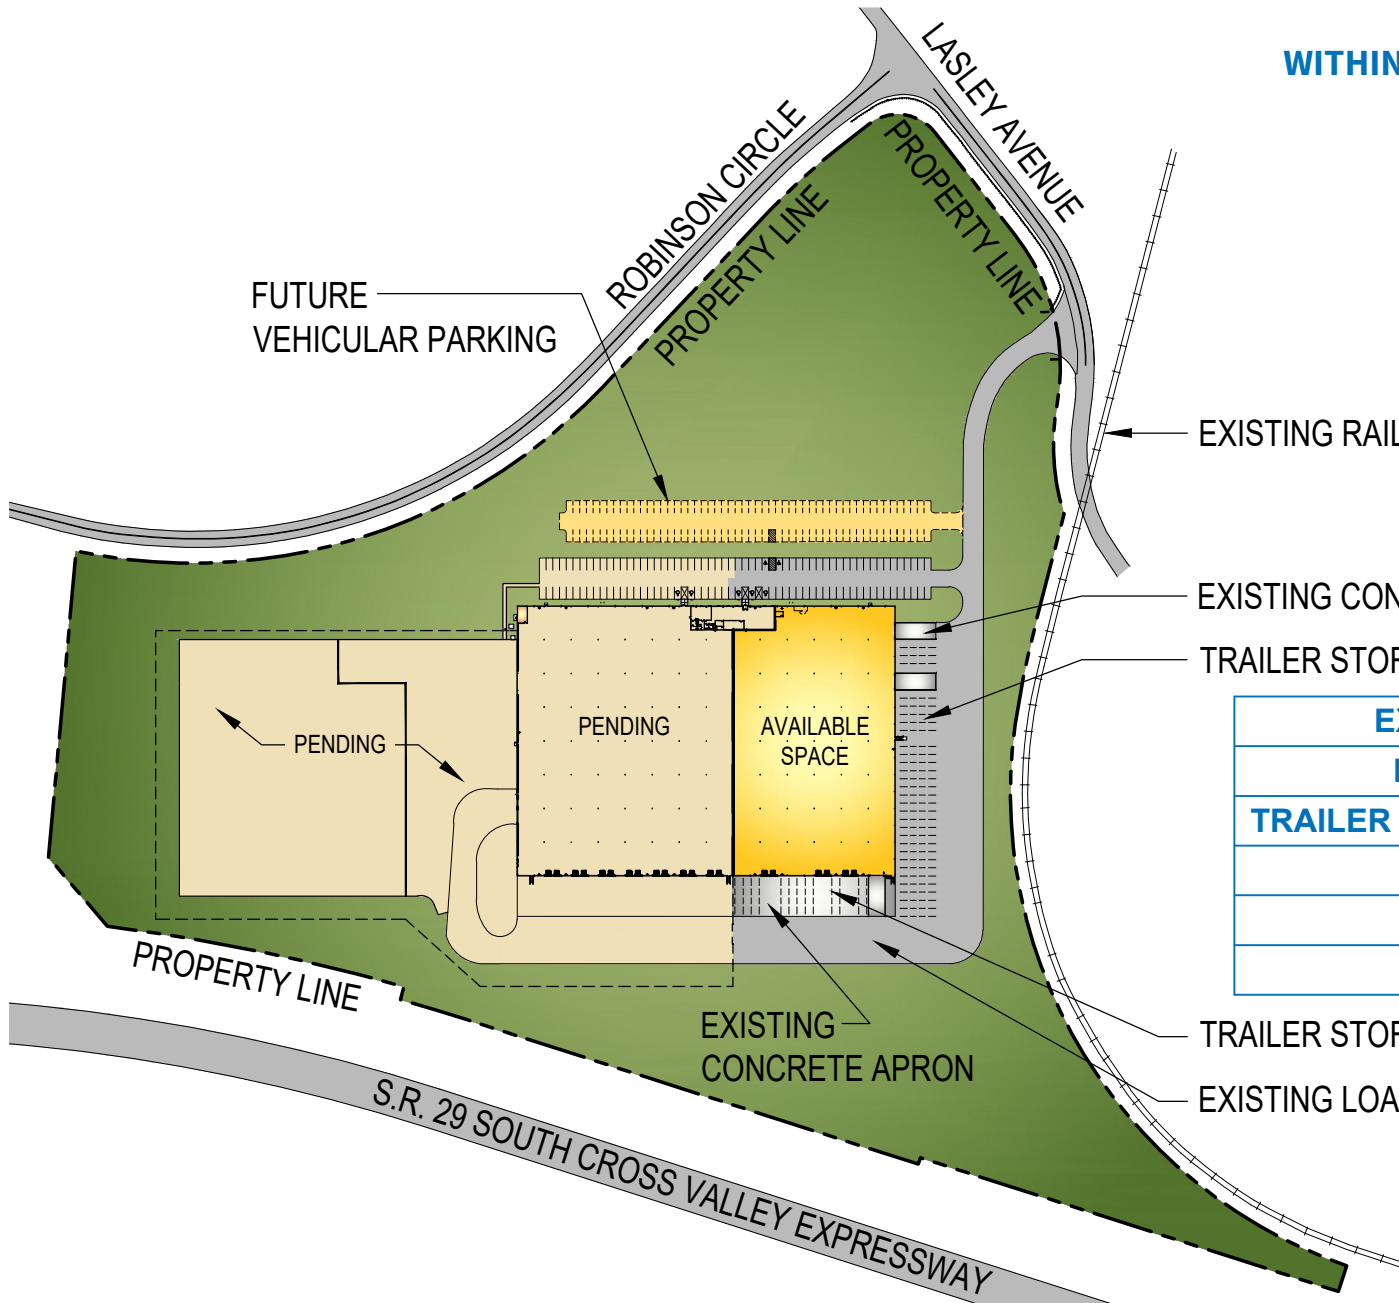 WITHIN
LASLEY AVENUE
ROBINSON CIRCLE
PROPERTY LINE
PROPERTY LINE
FUTURE
VEHICULAR PARKING
EXISTING RAIL
EXISTING CON
TRAILER STOR
PENDING
PENDING
AVAILABLE
SPACE
TRAILER
PROPERTY LINE
EXISTING
CONCRETE APRON
TRAILER STOR
EXISTING LOA
S.R. 29 SOUTH CROSS VALLEY EXPRESSWAY